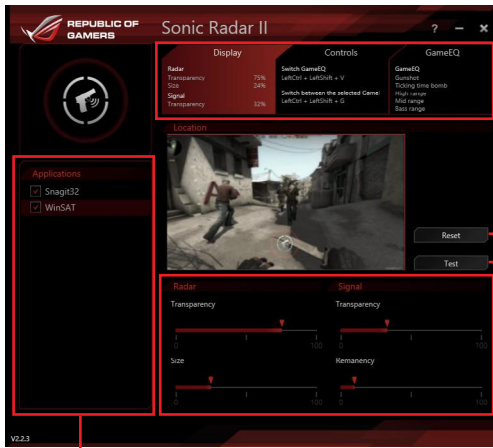 REPUBLIC OF
GAMERS
Sonic Radar II
? – ×
Display
Radar
Transparency 75%
Size 24%
Signal
Transparency 32%
Controls
Switch GameEQ
LeftCtrl + LeftShift + V
Switch between the selected Game
LeftCtrl + LeftShift + G
GameEQ
GameEQ
Gunshot
Ticking time bomb
High range
Mid range
Bass range
Applications
Snagit32
WinSAT
Location
Reset
Test
Radar
Transparency
0 100
Size
0 100
Signal
Transparency
0 100
Remanency
0 100
V2.2.3